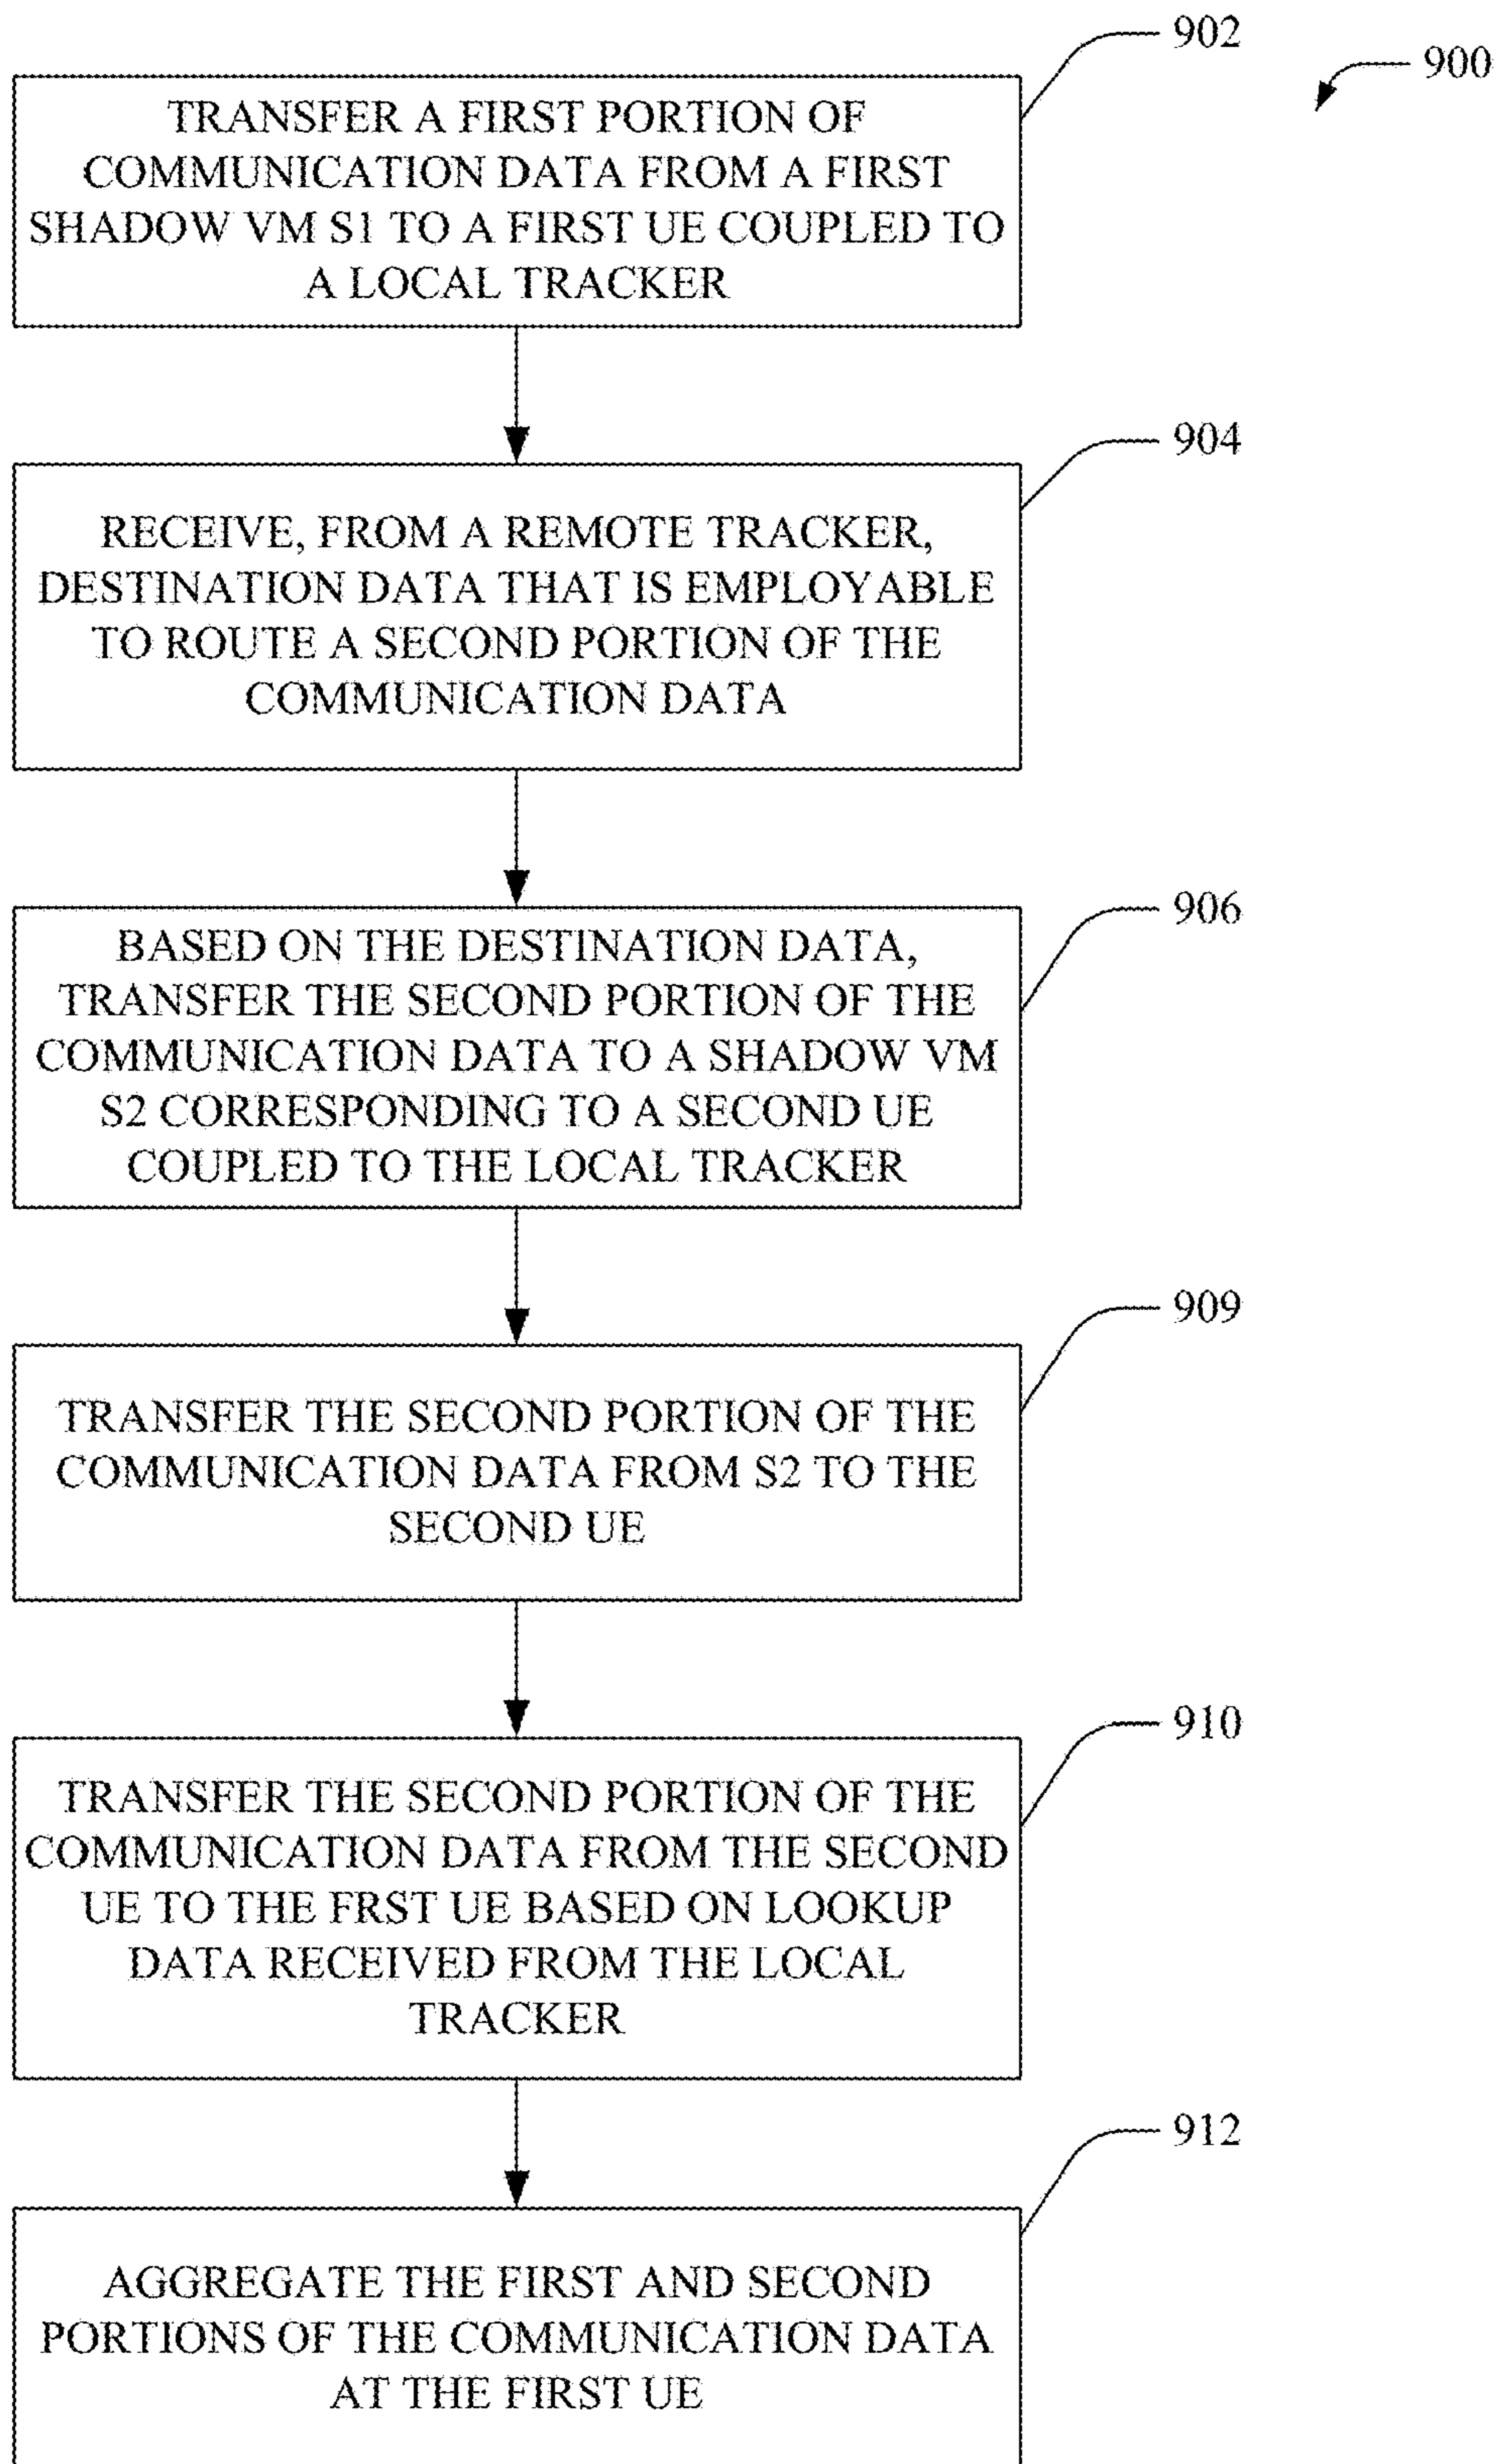 902
900
TRANSFER A FIRST PORTION OF
COMMUNICATION DATA FROM A FIRST
SHADOW VM S1 TO A FIRST UE COUPLED TO
A LOCAL TRACKER
904
RECEIVE, FROM A REMOTE TRACKER,
DESTINATION DATA THAT IS EMPLOYABLE
TO ROUTE A SECOND PORTION OF THE
COMMUNICATION DATA
906
BASED ON THE DESTINATION DATA,
TRANSFER THE SECOND PORTION OF THE
COMMUNICATION DATA TO A SHADOW VM
S2 CORRESPONDING TO A SECOND UE
COUPLED TO THE LOCAL TRACKER
909
TRANSFER THE SECOND PORTION OF THE
COMMUNICATION DATA FROM S2 TO THE
SECOND UE
910
TRANSFER THE SECOND PORTION OF THE
COMMUNICATION DATA FROM THE SECOND
UE TO THE FRST UE BASED ON LOOKUP
DATA RECEIVED FROM THE LOCAL
TRACKER
912
AGGREGATE THE FIRST AND SECOND
PORTIONS OF THE COMMUNICATION DATA
AT THE FIRST UE